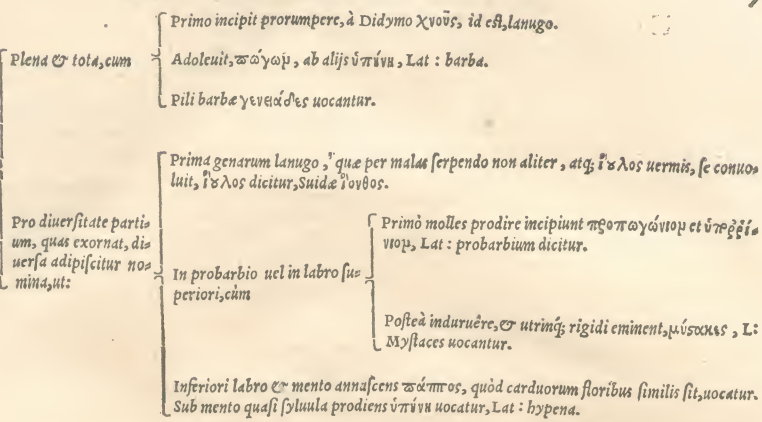 Plena & tota, cum
Primo incipit prorumpere, à Didymo χνοῦς, id est, lanugo.
Adoleuit, πώγωμ, ab alijs ὑπήνη, Lat : barba.
Pili barbæ γενειάδες uocantur.
Pro diuersitate parti=
um, quas exornat, di=
uersa adipiscitur no=
mina, ut:
Prima genarum lanugo, quæ per malas serpendo non aliter, atq; ἴουλος uermis, se conuo=
luit, ἴουλος dicitur, Suidæ ἴονθος.
In probarbio uel in labro su=
periori, cùm
Primò molles prodire incipiunt προπωγώνιομ et ὑπορρί=
νιομ, Lat : probarbium dicitur.
Posteà induruêre, & utrinq; rigidi eminent, μύστακες, L:
Mystaces uocantur.
Inferiori labro & mento annascens πάππος, quòd carduorum floribus similis sit, uocatur.
Sub mento quasi syluula prodiens ὑπήνη uocatur, Lat : hypena.